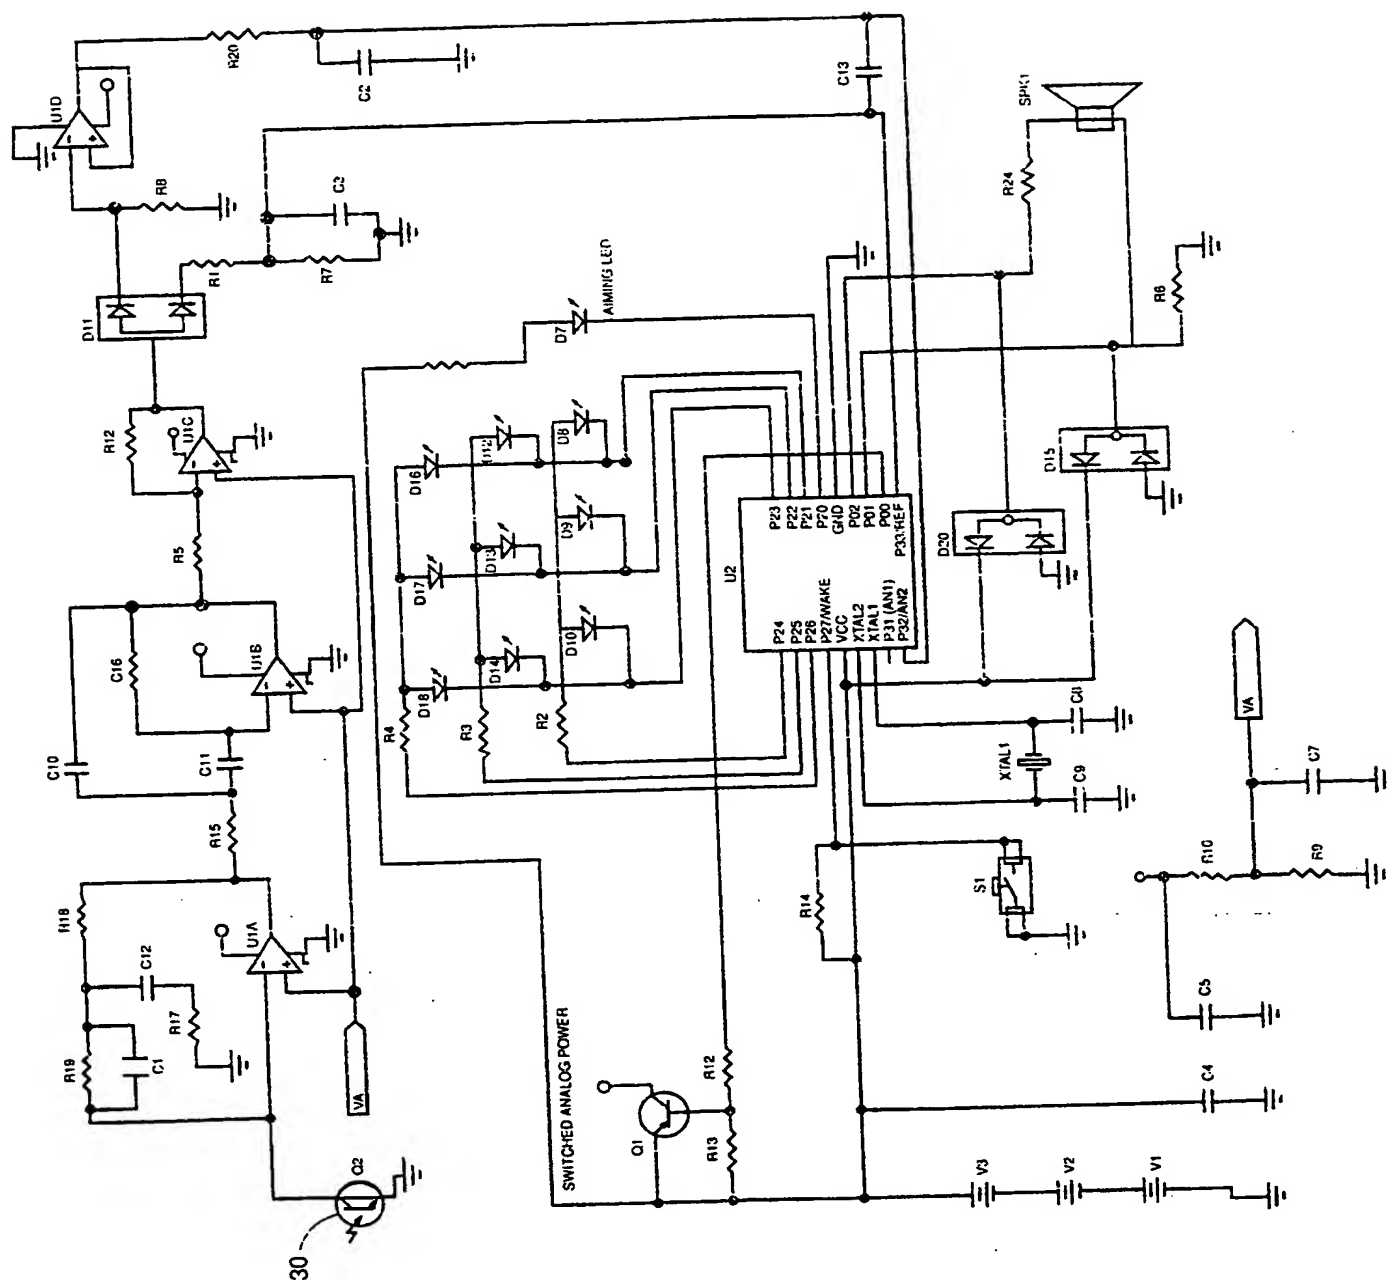 R20
C2
U1D
R8
C3
R1
R7
D11
C13
SPK1
R24
R6
R12
U1C
AIMING LED
D7
R5
D16
D12
D8
D9
D13
D17
D10
D14
D18
C16
U1B
C10
C11
R4
R3
R2
R15
R18
U1A
C12
R17
R19
C1
VA
Q2
30
P23
P22
P21
P20
GND
P02
P01
P00
P33/REF
U2
P24
P25
P26
P27/WAKE
VCC
XTAL2
XTAL1
P31 (AN1)
P32/AN2
D20
D15
XTAL1
C8
C9
R14
S1
VA
C7
R10
R9
C5
C4
SWITCHED ANALOG POWER
Q1
R12
R13
V3
V2
V1